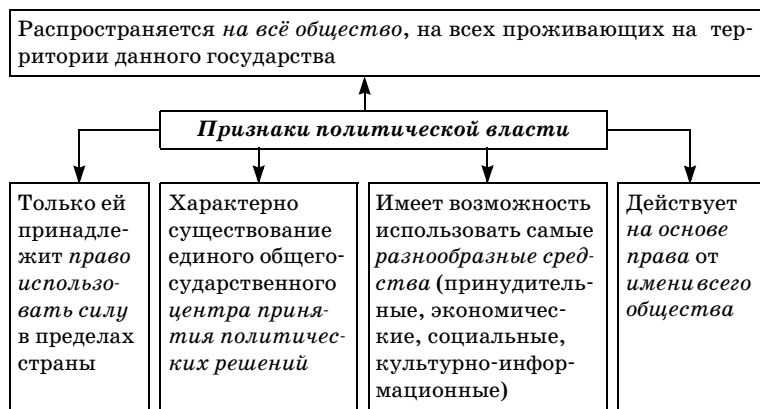 Распространяется на всё общество, на всех проживающих на тер-
ритории данного государства
Признаки политической власти
Только ей
принадле-
жит право
использо-
вать силу
в пределах
страны
Характерно
существование
единого общего-
сударственного
центра приня-
тия политичес-
ких решений
Имеет возможность
использовать самые
разнообразные сред-
ства (принудитель-
ные, экономичес-
кие, социальные,
культурно-инфор-
мационные)
Действует
на основе
права от
имени всего
общества